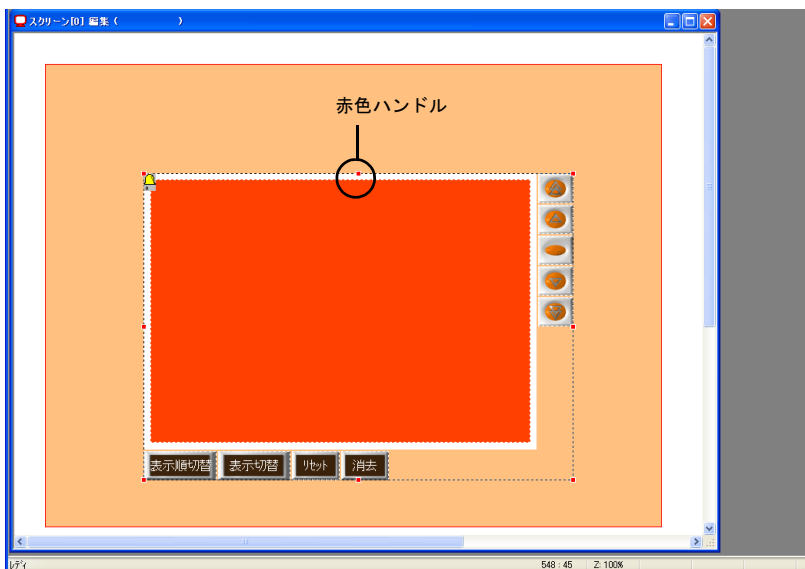 スクリーン[0] 編集 ( )
赤色ハンドル
表示順切替 表示切替 リセット 消去
レディ 548 : 45 Z: 100%